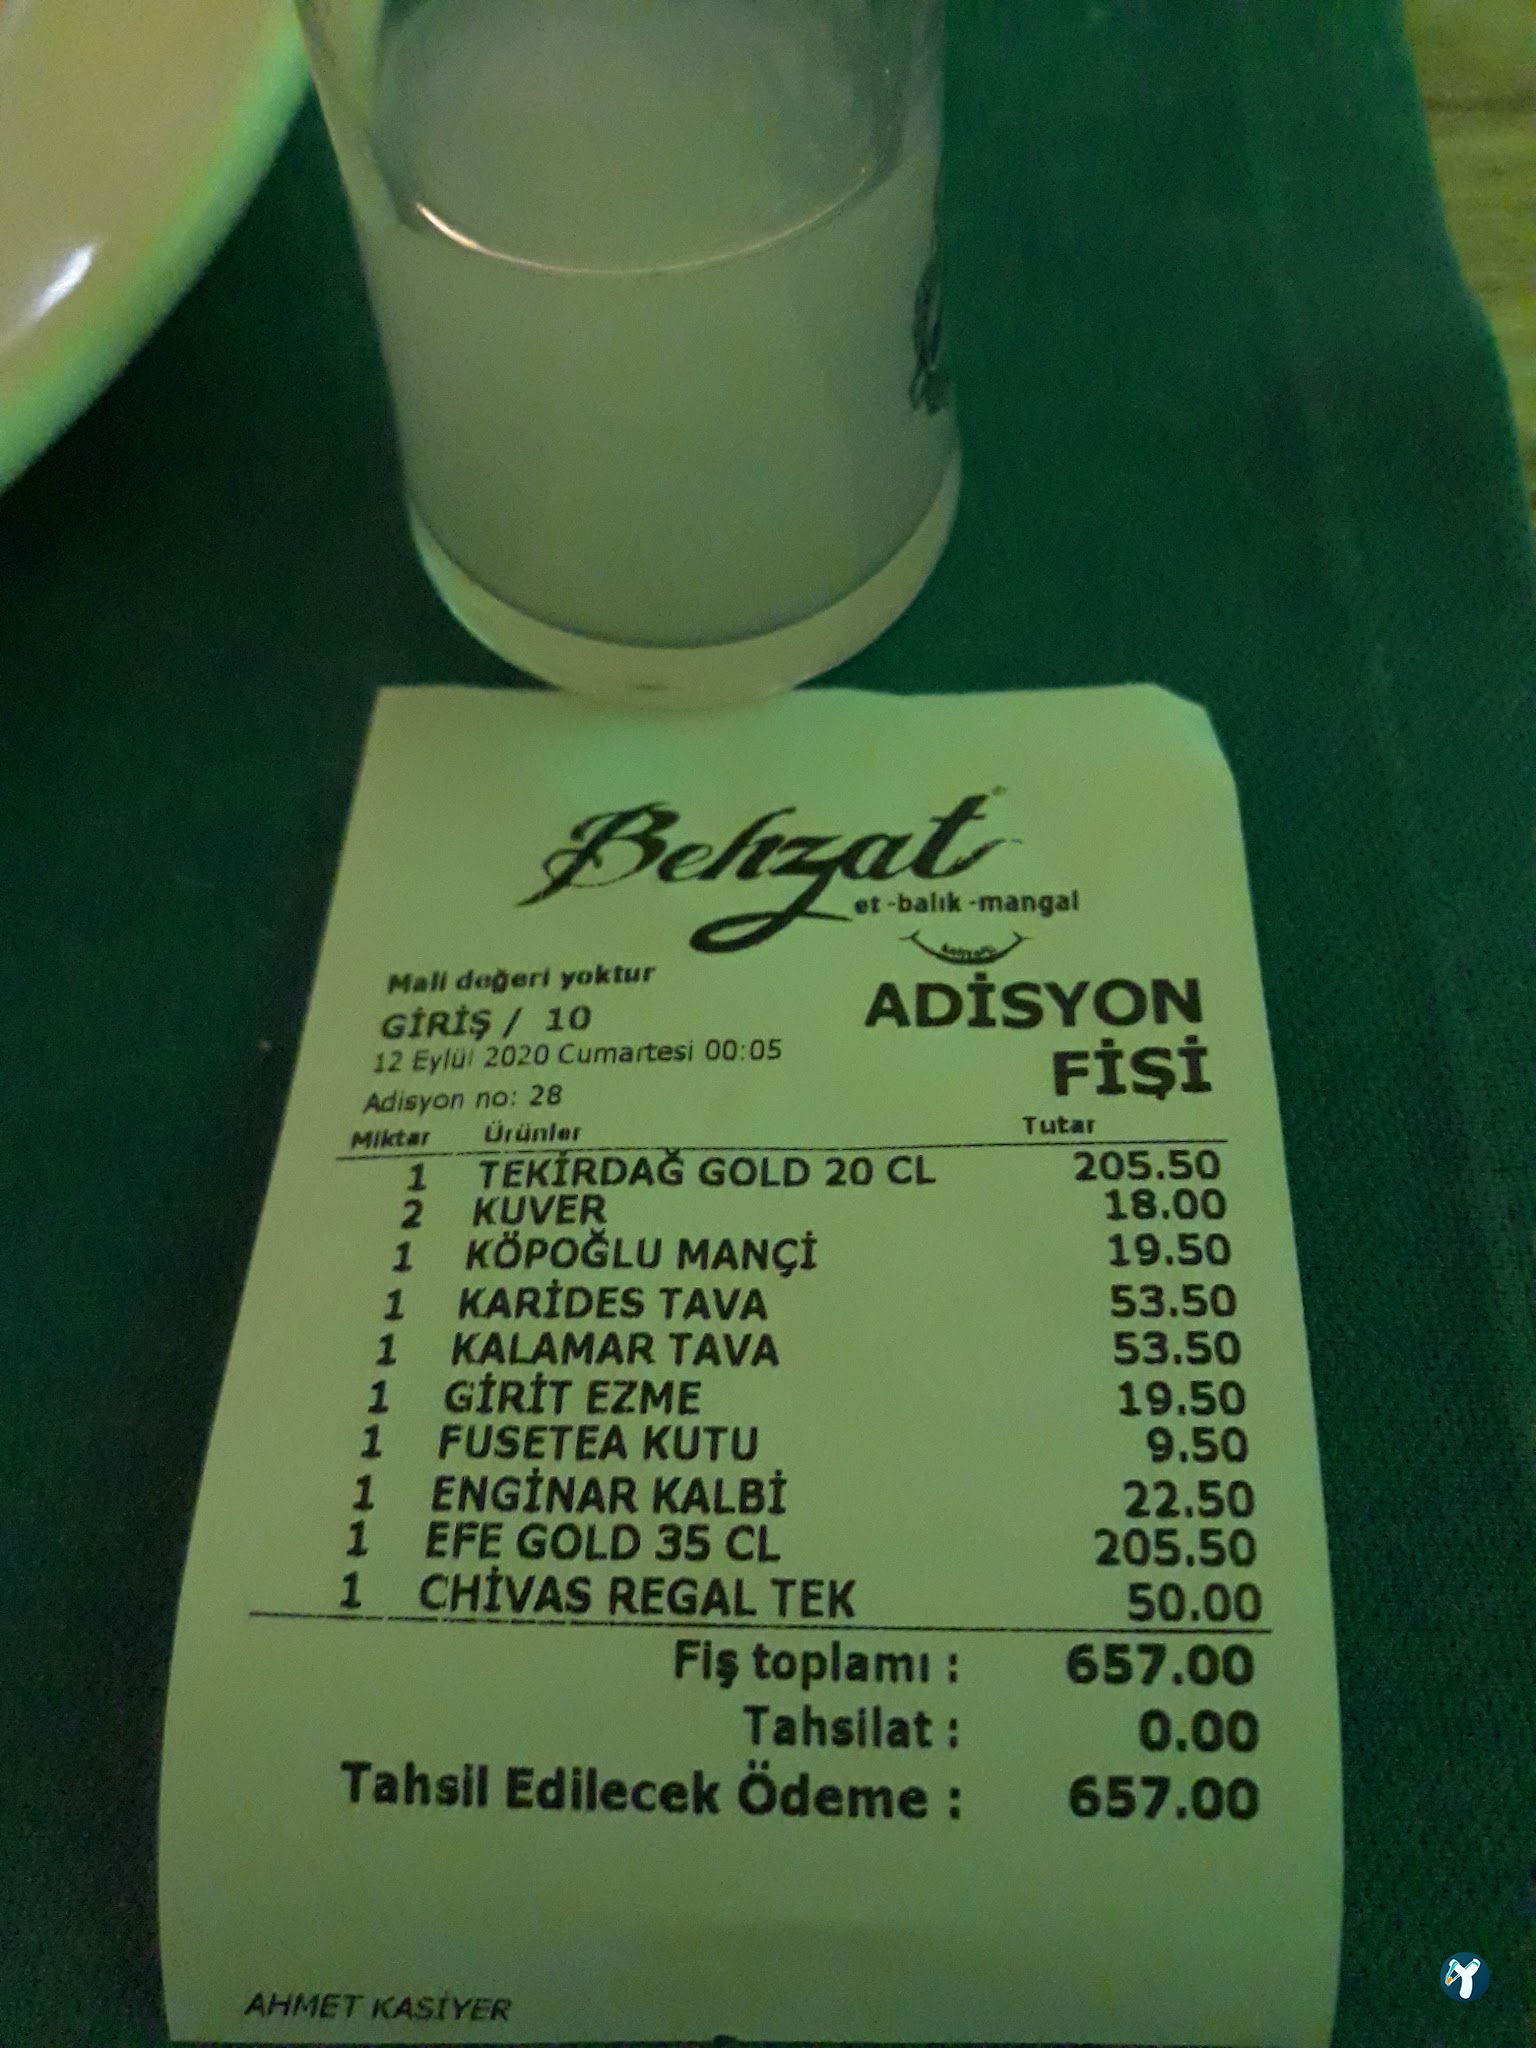 Behzat
et -balık -mangal
Mali değeri yoktur
ADİSYON
FİŞİ
GİRİŞ / 10
12 Eylül 2020 Cumartesi 00:05
Adisyon no: 28
Miktar Ürünler Tutar
1 TEKİRDAĞ GOLD 20 CL 205.50
2 KUVER 18.00
1 KÖPOĞLU MANÇİ 19.50
1 KARİDES TAVA 53.50
1 KALAMAR TAVA 53.50
1 GİRİT EZME 19.50
1 FUSETEA KUTU 9.50
1 ENGİNAR KALBİ 22.50
1 EFE GOLD 35 CL 205.50
1 CHİVAS REGAL TEK 50.00
Fiş toplamı : 657.00
Tahsilat : 0.00
Tahsil Edilecek Ödeme : 657.00
AHMET KASİYER